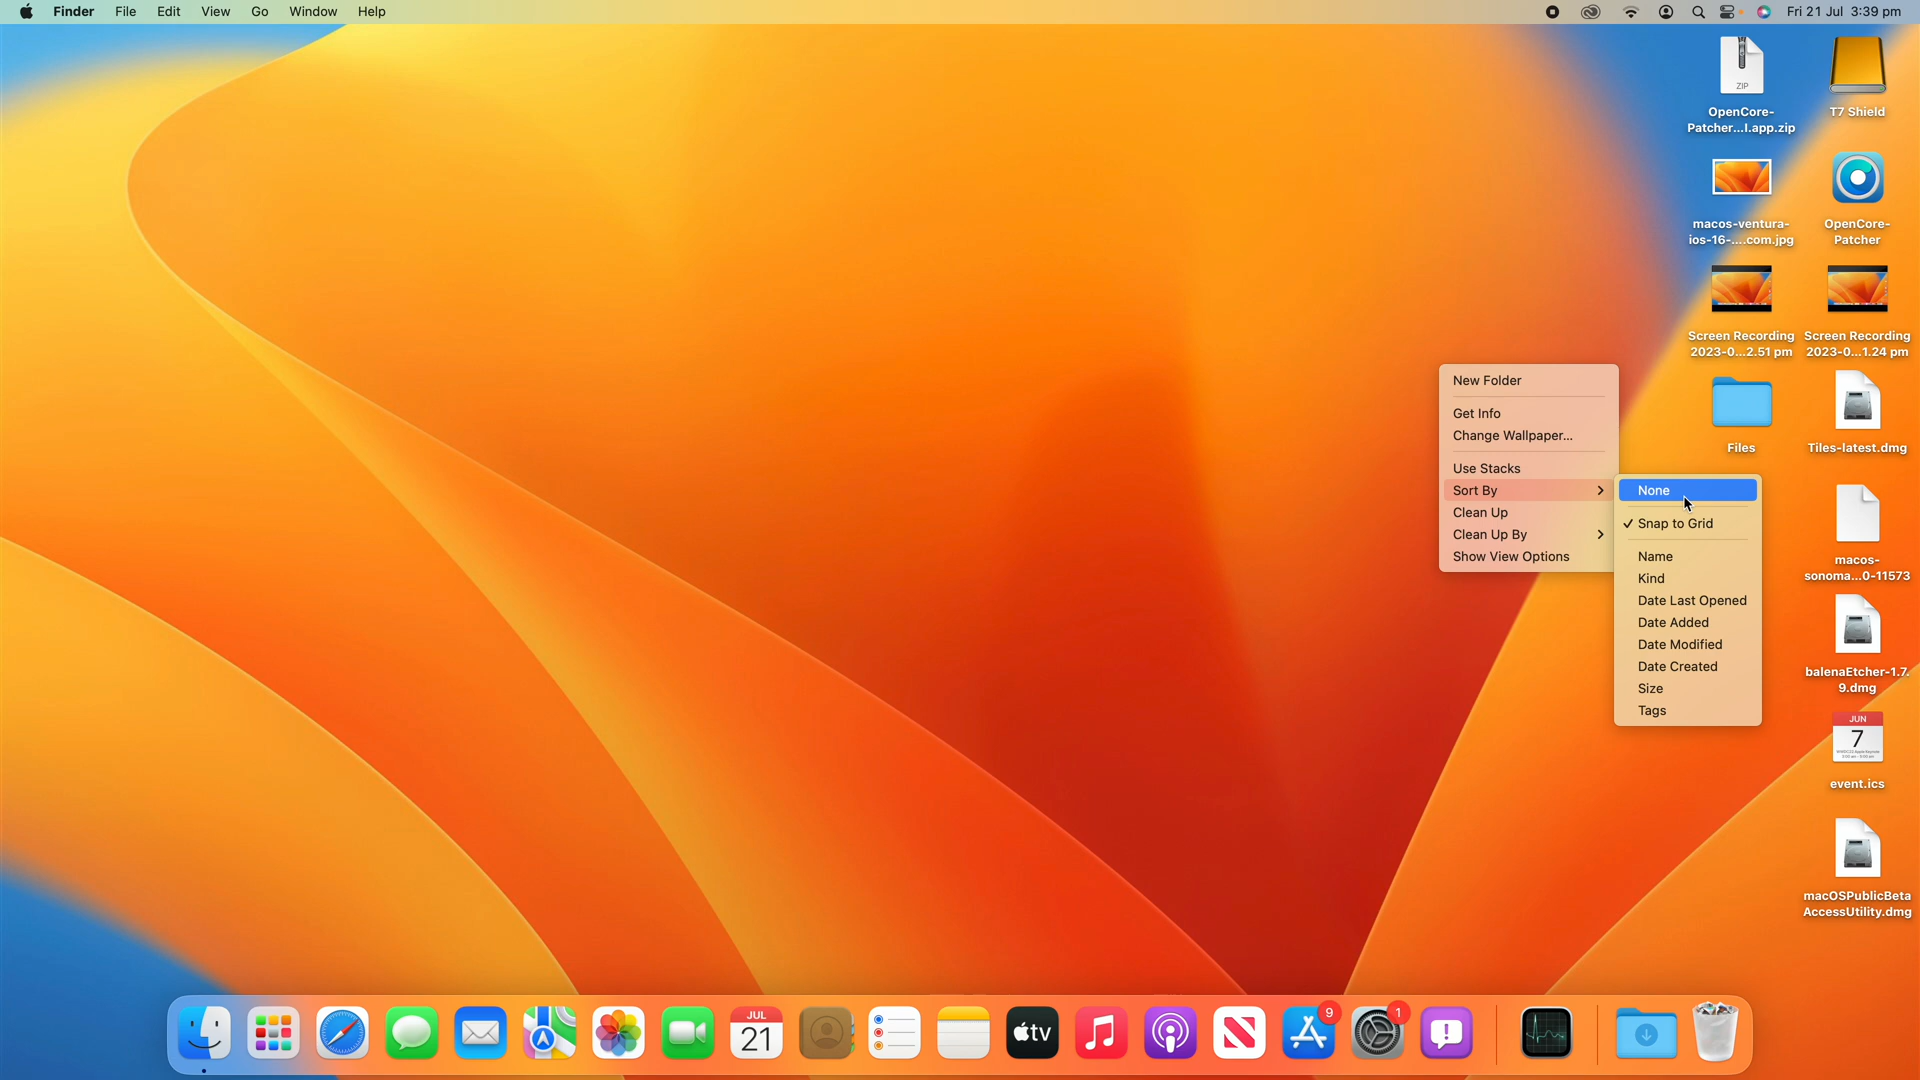 Finder File Edit View Go Window Help
Fri 21 Jul 3:39 pm
ZIP
OpenCore-
Patcher...I.app.zip
T7 Shield
macos-ventura-
ios-16-....com.jpg
OpenCore-
Patcher
Screen Recording
2023-0...2.51 pm
Screen Recording
2023-0...1.24 pm
Files
Tiles-latest.dmg
macos-
sonoma...0-11573
balenaEtcher-1.7.
9.dmg
JUN
7
event.ics
macOSPublicBeta
AccessUtility.dmg
New Folder
Get Info
Change Wallpaper...
Use Stacks
Sort By
Clean Up
Clean Up By
Show View Options
None
✓ Snap to Grid
Name
Kind
Date Last Opened
Date Added
Date Modified
Date Created
Size
Tags
JUL
21
tv
9
1